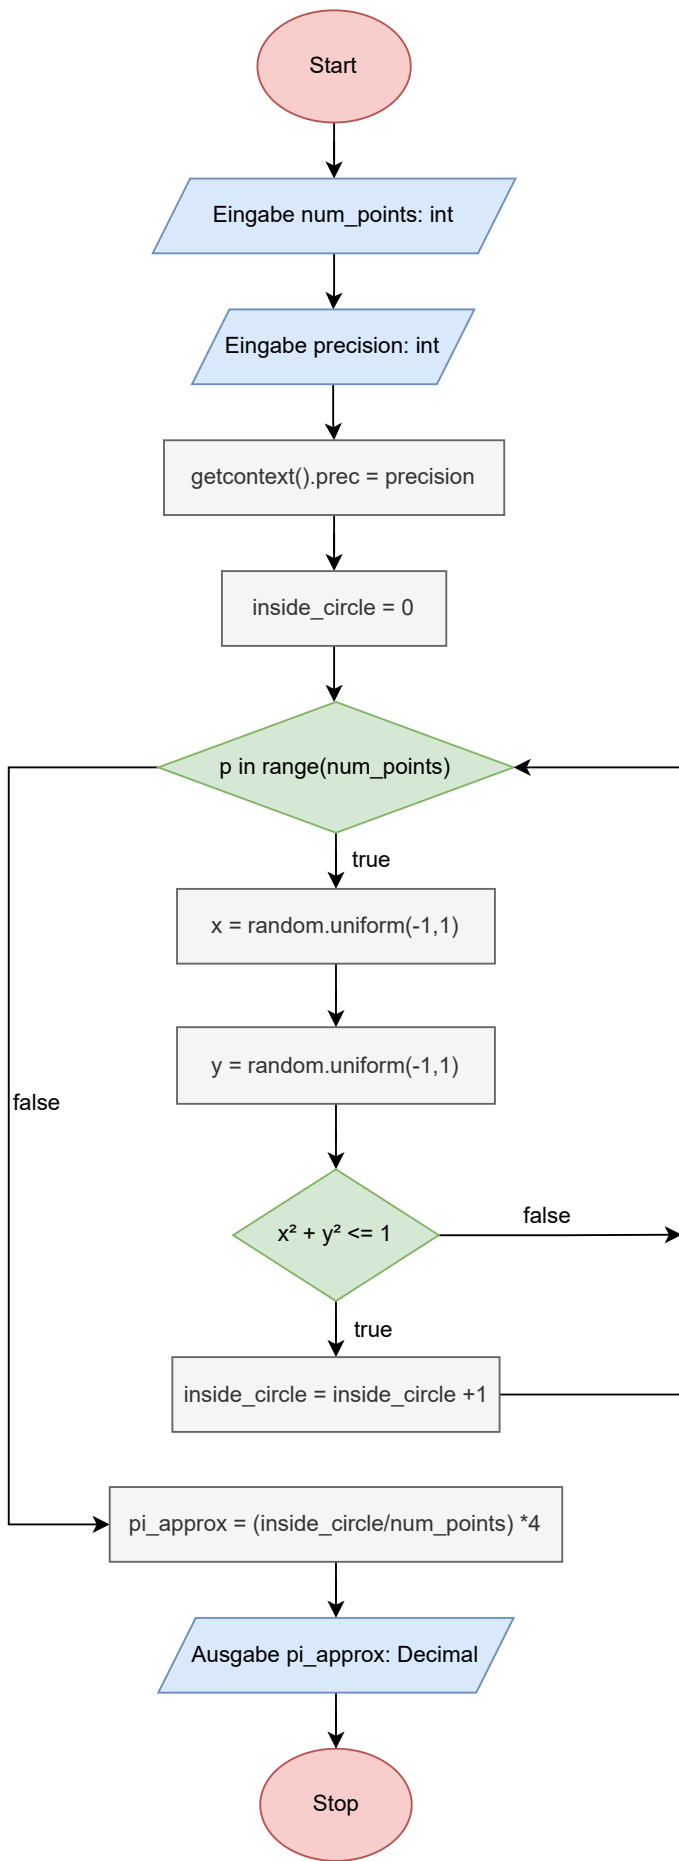 Start
Eingabe num_points: int
Eingabe precision: int
getcontext().prec = precision
inside_circle = 0
p in range(num_points)
true
x = random.uniform(-1,1)
y = random.uniform(-1,1)
false
x² + y² <= 1
false
true
inside_circle = inside_circle +1
pi_approx = (inside_circle/num_points) *4
Ausgabe pi_approx: Decimal
Stop